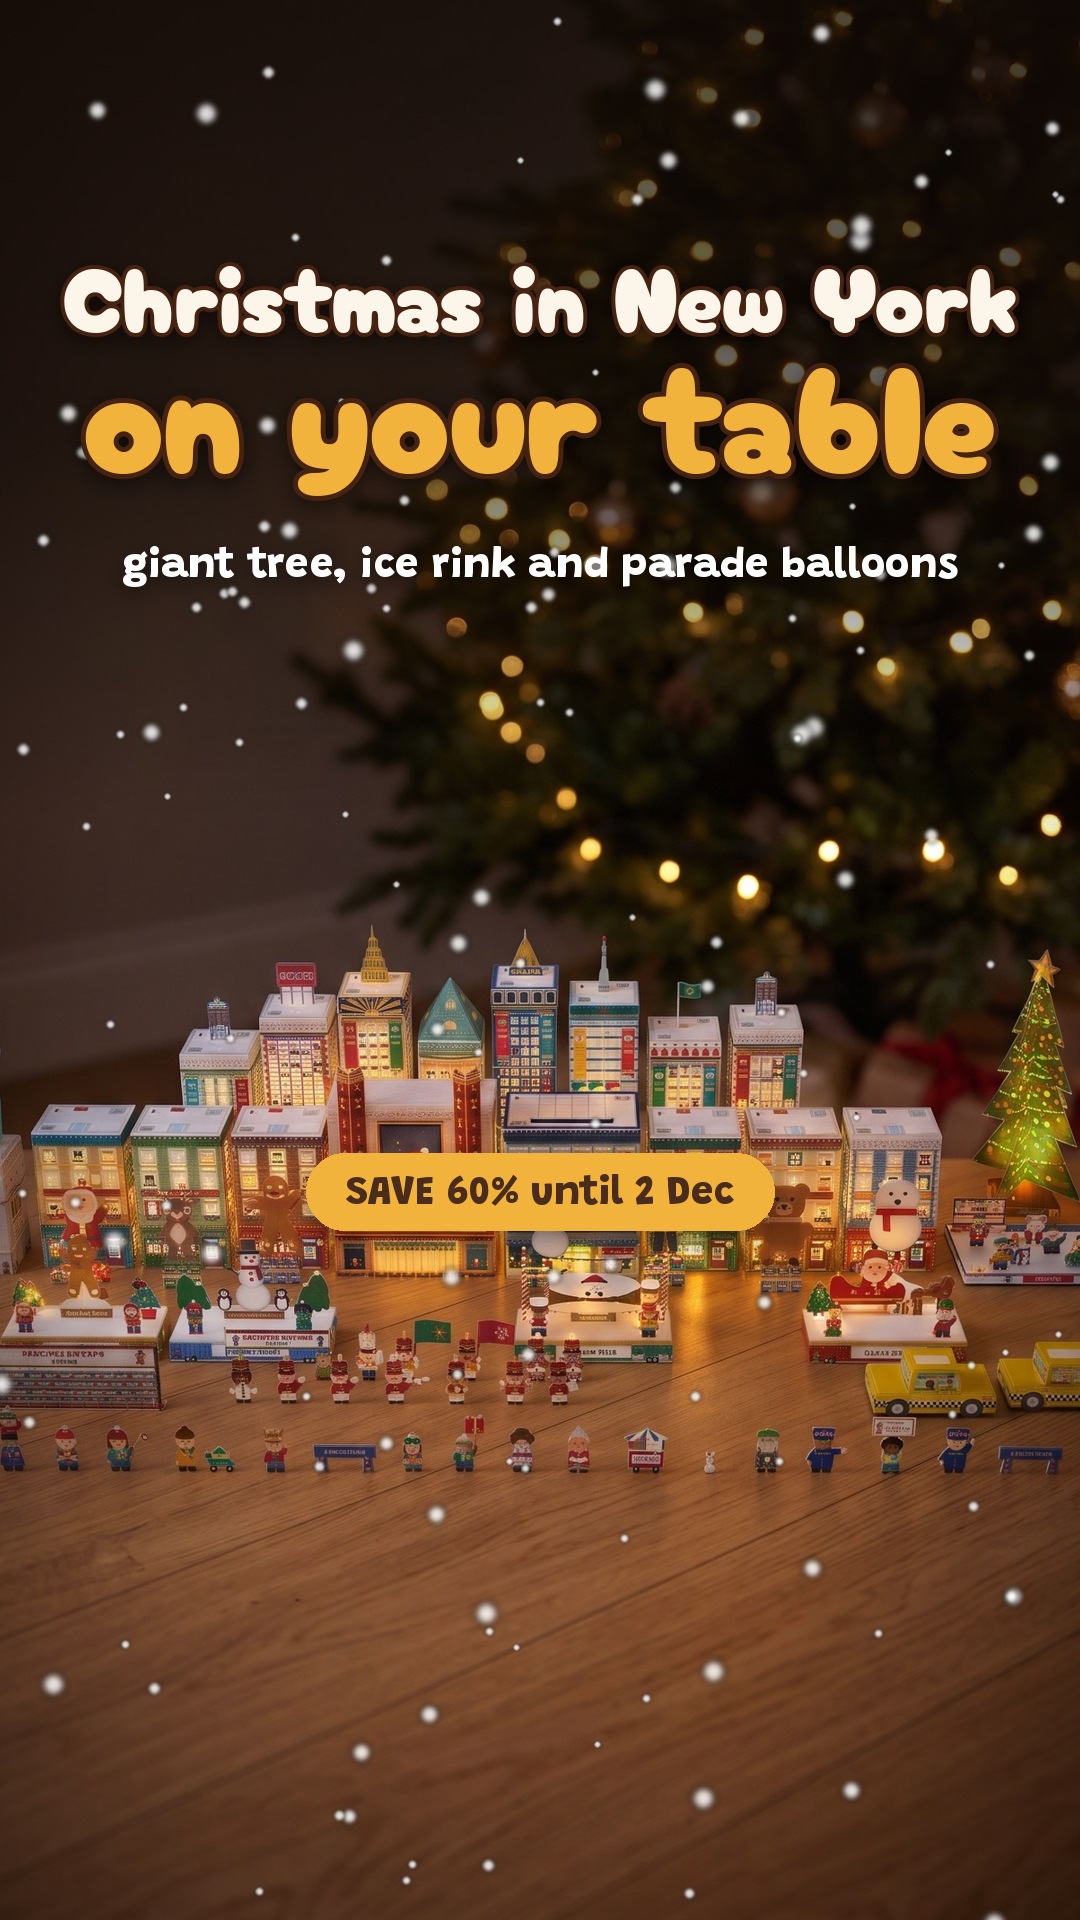 Christmas in New York
on your table
giant tree, ice rink and parade balloons
SAVE 60% until 2 Dec